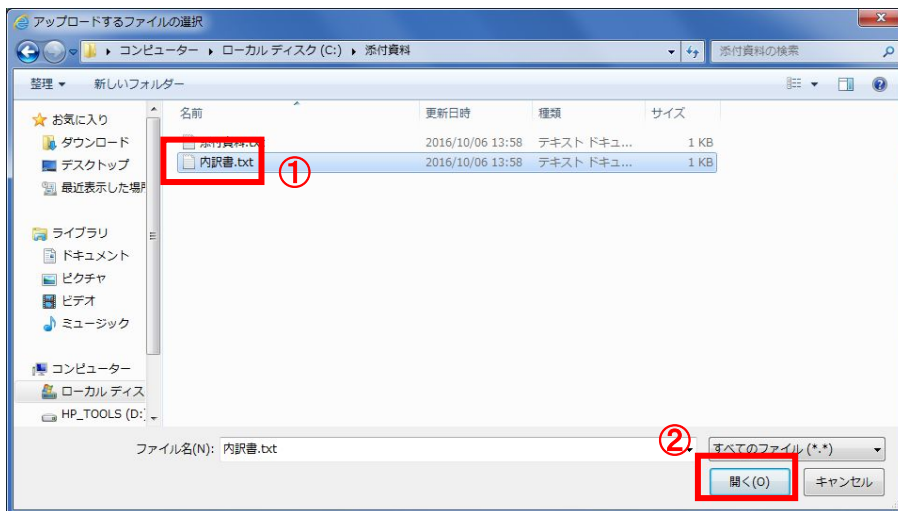 アップロードするファイルの選択
コンピューター ▸ ローカル ディスク (C:) ▸ 添付資料
添付資料の検索
整理 新しいフォルダー
名前 更新日時 種類 サイズ
添付資料.txt 2016/10/06 13:58 テキスト ドキュ... 1 KB
内訳書.txt 2016/10/06 13:58 テキスト ドキュ... 1 KB
①
お気に入り
ダウンロード
デスクトップ
最近表示した場所
ライブラリ
ドキュメント
ピクチャ
ビデオ
ミュージック
コンピューター
ローカル ディス
HP_TOOLS (D:)
ファイル名(N): 内訳書.txt
②
すべてのファイル (*.*)
開く(O) キャンセル